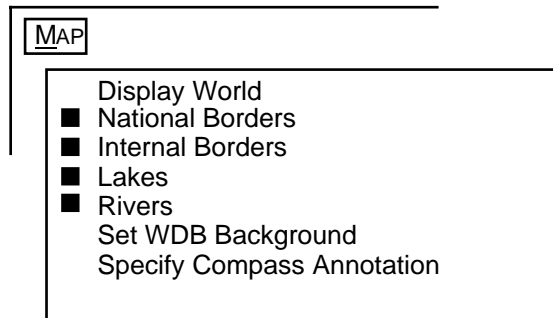 MAP
Display World
National Borders
Internal Borders
Lakes
Rivers
Set WDB Background
Specify Compass Annotation